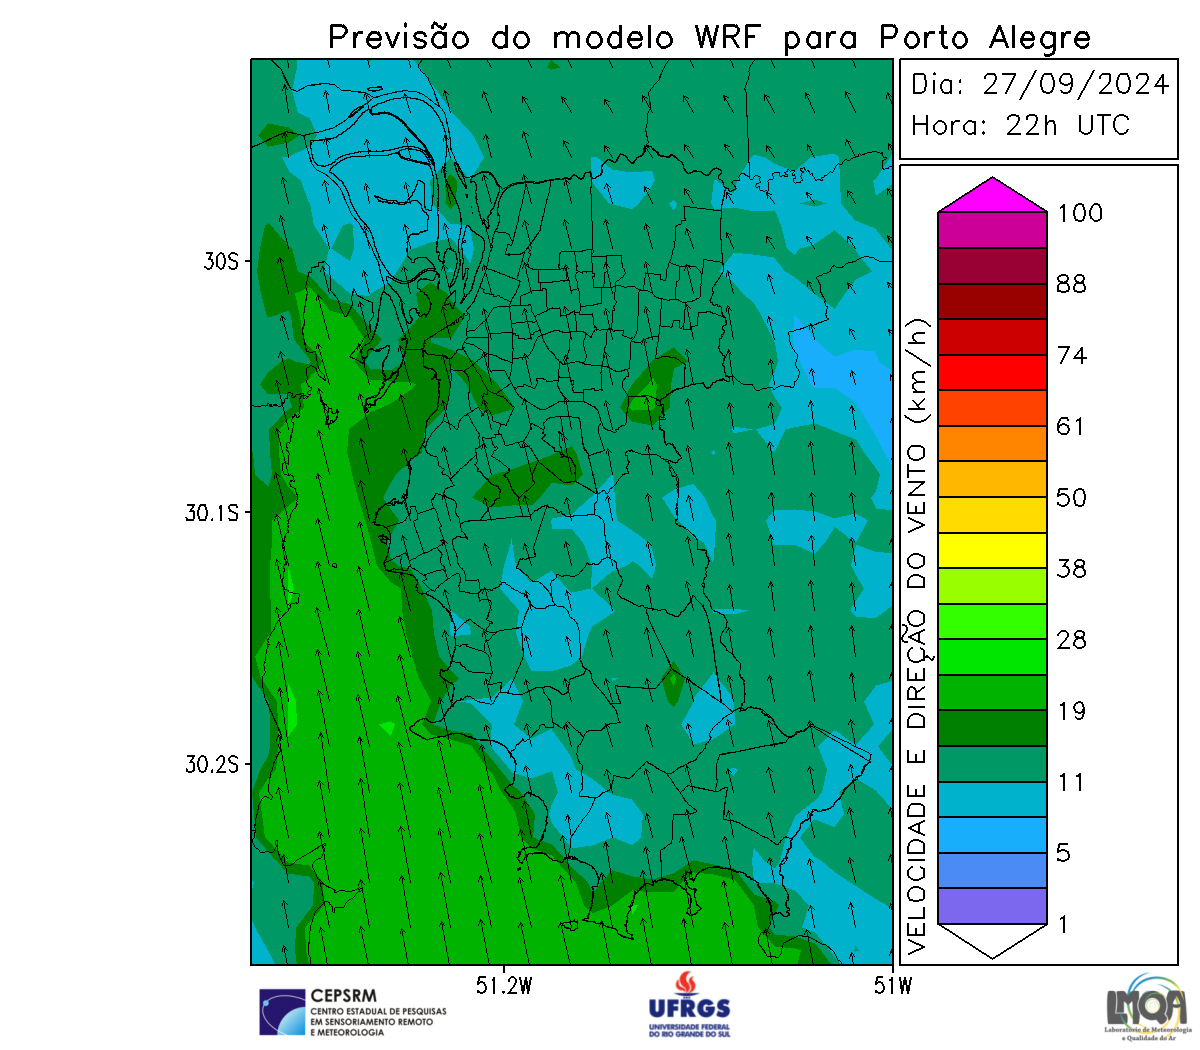 Previsão do modelo WRF para Porto Alegre
Dia: 27/09/2024
Hora: 22h UTC
100
88
74
61
50
38
28
19
11
5
1
VELOCIDADE E DIREÇÃO DO VENTO (km/h)
30S
30.1S
30.2S
51.2W
51W
CEPSRM
CENTRO ESTADUAL DE PESQUISAS
EM SENSORIAMENTO REMOTO
E METEOROLOGIA
UFRGS
UNIVERSIDADE FEDERAL
DO RIO GRANDE DO SUL
LMQA
Laboratório de Meteorologia
e Qualidade do Ar